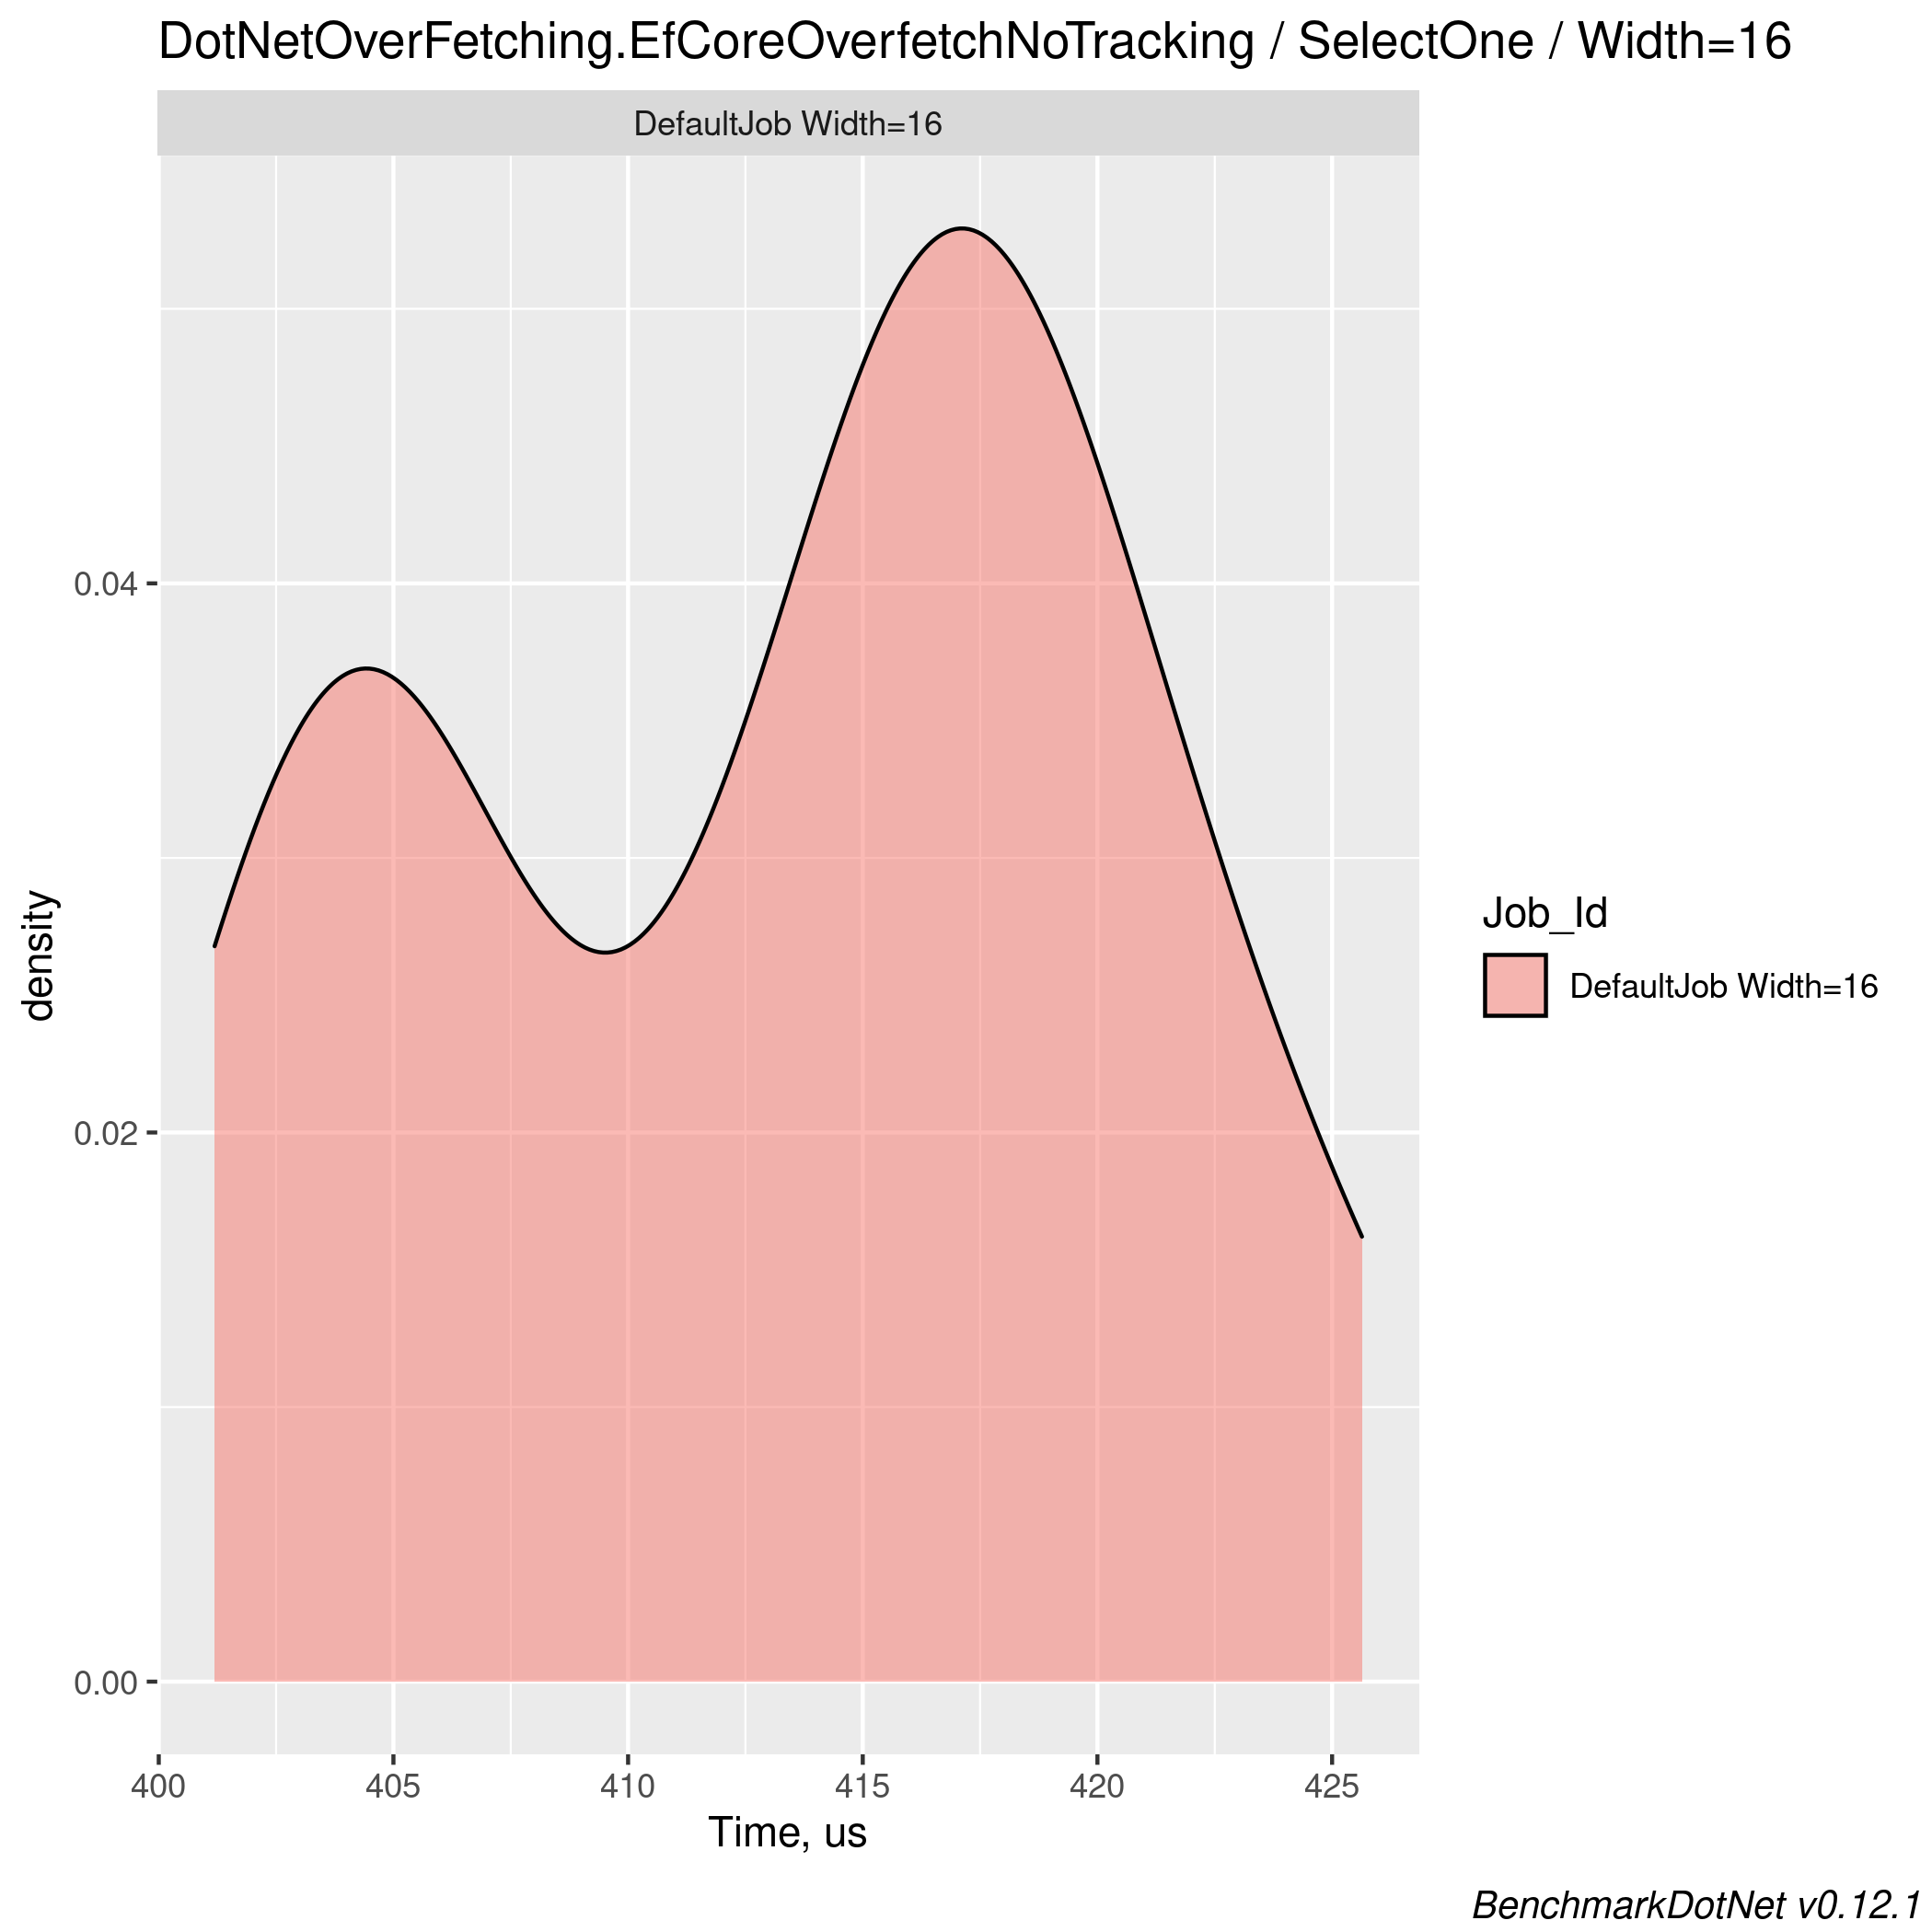 DotNetOverFetching.EfCoreOverfetchNoTracking / SelectOne / Width=16
DefaultJob Width=16
0.04
0.02
0.00
density
400 405 410 415 420 425
Time, us
Job_Id
DefaultJob Width=16
BenchmarkDotNet v0.12.1